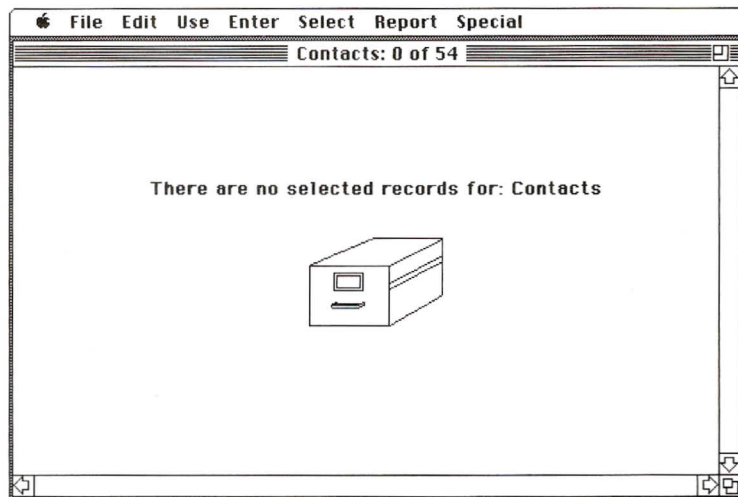 File Edit Use Enter Select Report Special
Contacts: 0 of 54
There are no selected records for: Contacts